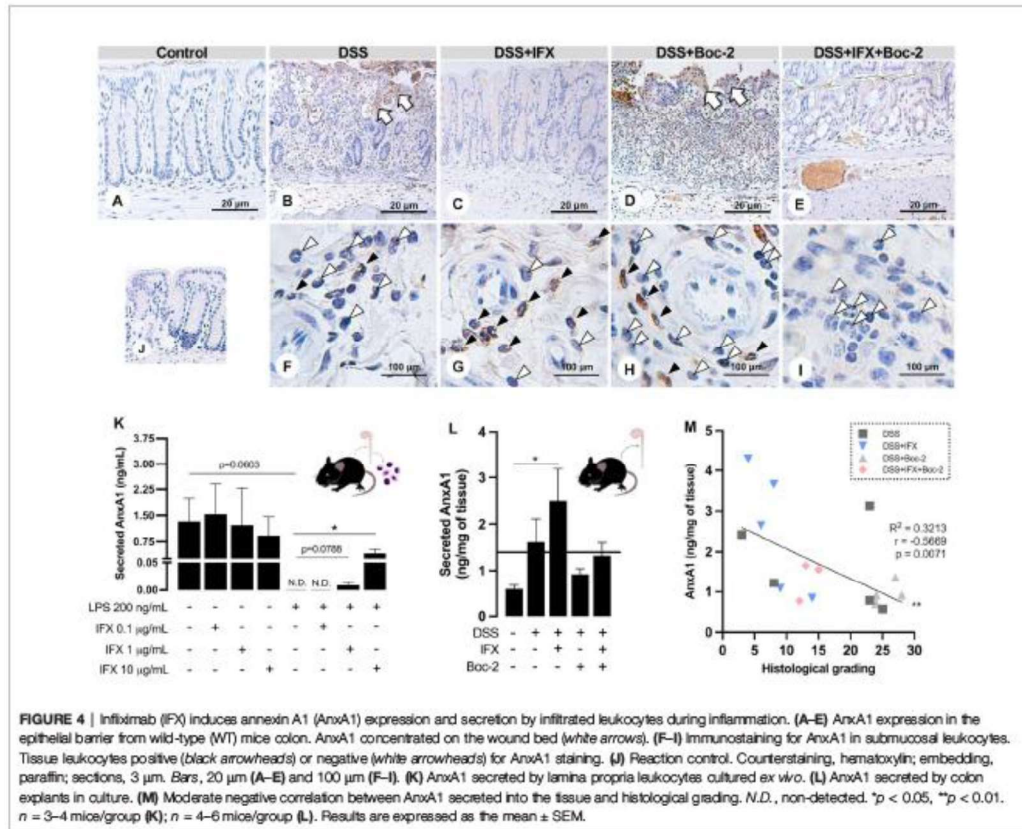 Control DSS DSS+IFX DSS+Boc-2 DSS+IFX+Boc-2
A 20 µm B 20 µm C 20 µm D 20 µm E 20 µm
J F 100 µm G 100 µm H 100 µm I 100 µm
K
Secreted AnxA1 (ng/mL)
3.75
3.00
2.25
1.50
0.75
0.05
0.00
p=0.0603
*
p=0.0788
N.D. N.D.
LPS 200 ng/mL - - - - + + + +
IFX 0.1 µg/mL - + - - - + - -
IFX 1 µg/mL - - + - - - + -
IFX 10 µg/mL - - - + - - - +
L
Secreted AnxA1
(ng/mg of tissue)
5
4
3
2
1
0
*
DSS - + + + +
IFX - - + - +
Boc-2 - - - + +
M
AnxA1 (ng/mg of tissue)
5
4
3
2
1
0
DSS
DSS+IFX
DSS+Boc-2
DSS+IFX+Boc-2
R² = 0.3213
r = -0.5669
p = 0.0071
**
0 5 10 15 20 25 30
Histological grading
FIGURE 4 | Infliximab (IFX) induces annexin A1 (AnxA1) expression and secretion by infiltrated leukocytes during inflammation. (A–E) AnxA1 expression in the
epithelial barrier from wild-type (WT) mice colon. AnxA1 concentrated on the wound bed (white arrows). (F–I) Immunostaining for AnxA1 in submucosal leukocytes.
Tissue leukocytes positive (black arrowheads) or negative (white arrowheads) for AnxA1 staining. (J) Reaction control. Counterstaining, hematoxylin; embedding,
paraffin; sections, 3 µm. Bars, 20 µm (A–E) and 100 µm (F–I). (K) AnxA1 secreted by lamina propria leukocytes cultured ex vivo. (L) AnxA1 secreted by colon
explants in culture. (M) Moderate negative correlation between AnxA1 secreted into the tissue and histological grading. N.D., non-detected. *p < 0.05, **p < 0.01.
n = 3–4 mice/group (K); n = 4–6 mice/group (L). Results are expressed as the mean ± SEM.